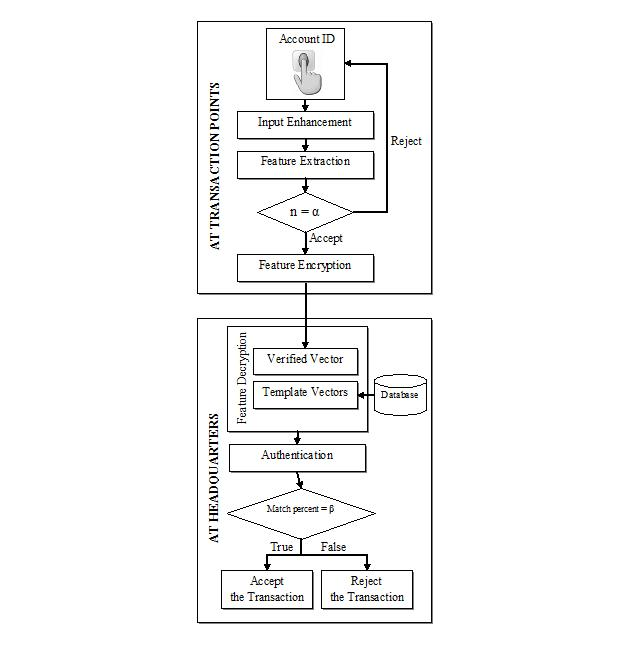 AT TRANSACTION POINTS
Account ID
Input Enhancement
Feature Extraction
n = α
Reject
Accept
Feature Encryption
AT HEADQUARTERS
Feature Decryption
Verified Vector
Template Vectors
Database
Authentication
Match percent = β
True
False
Accept
the Transaction
Reject
the Transaction